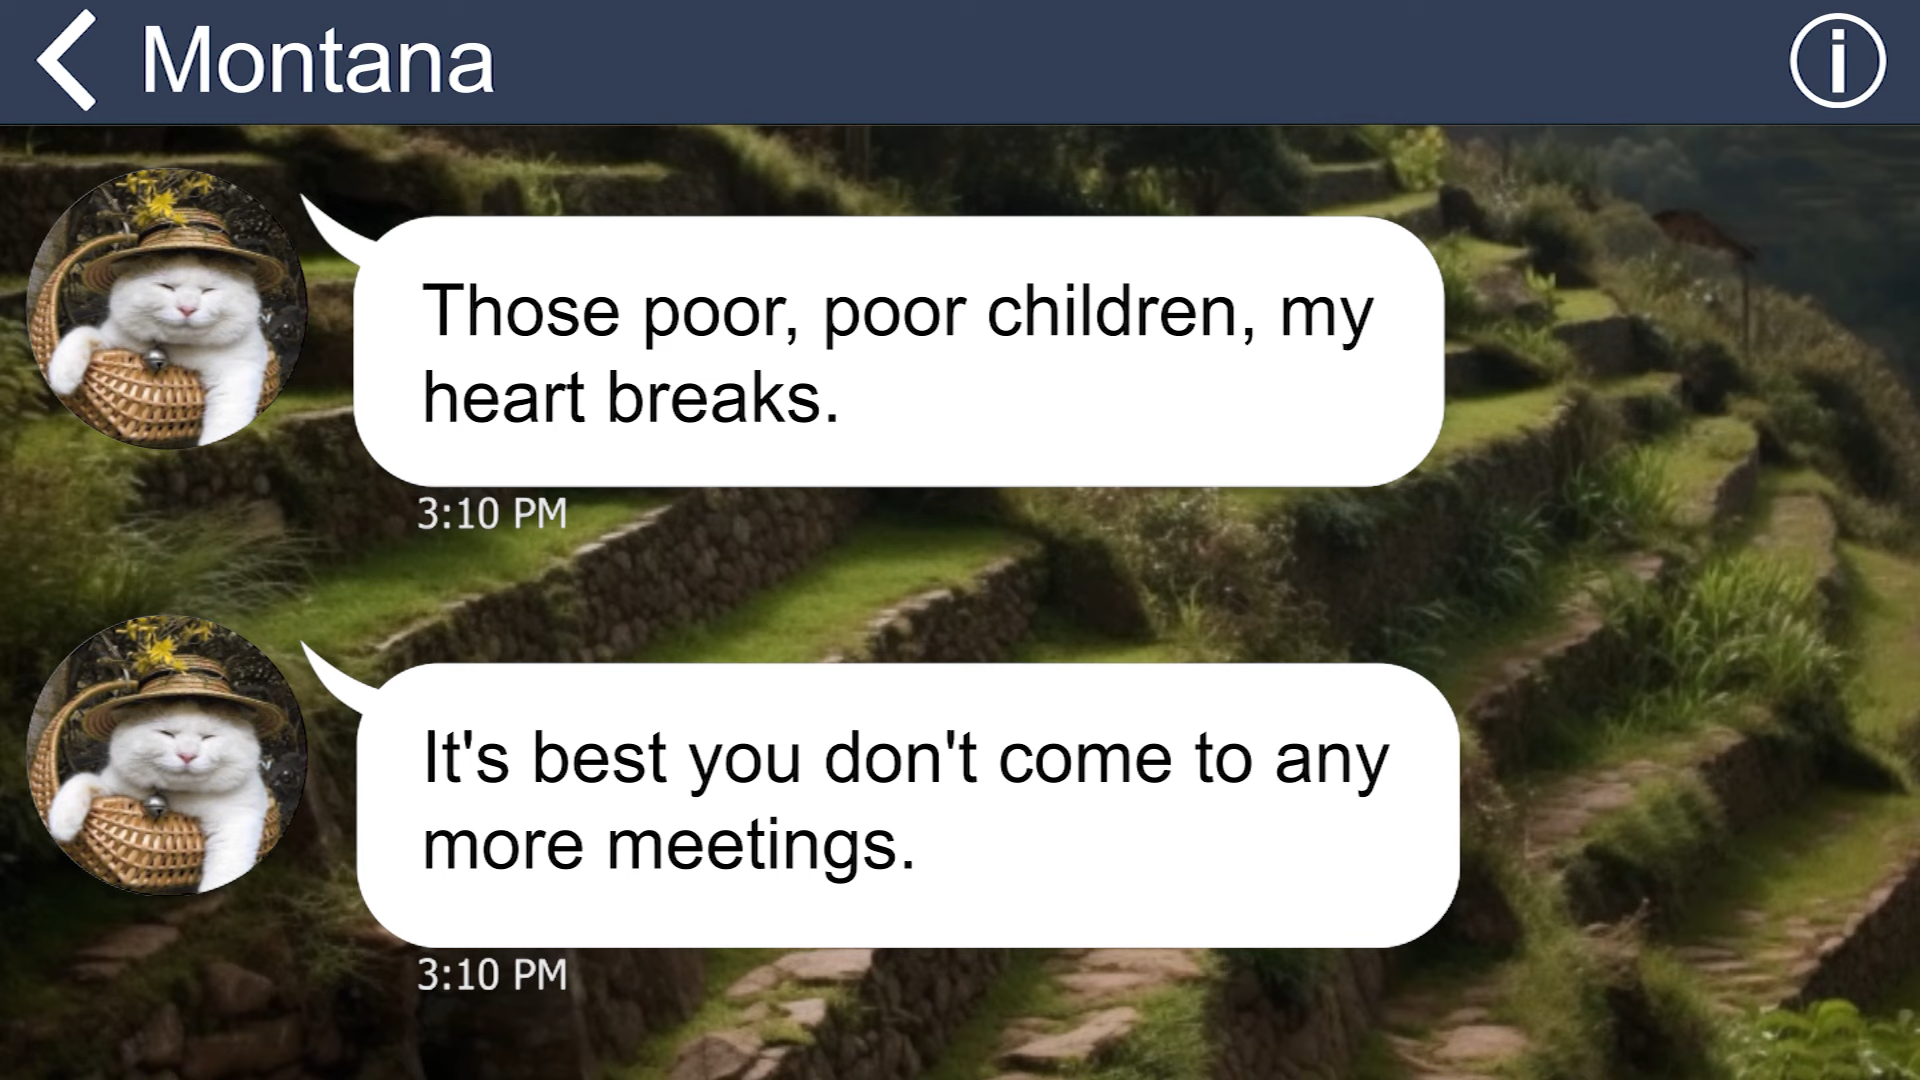 Montana
Those poor, poor children, my
heart breaks.
3:10 PM
It's best you don't come to any
more meetings.
3:10 PM